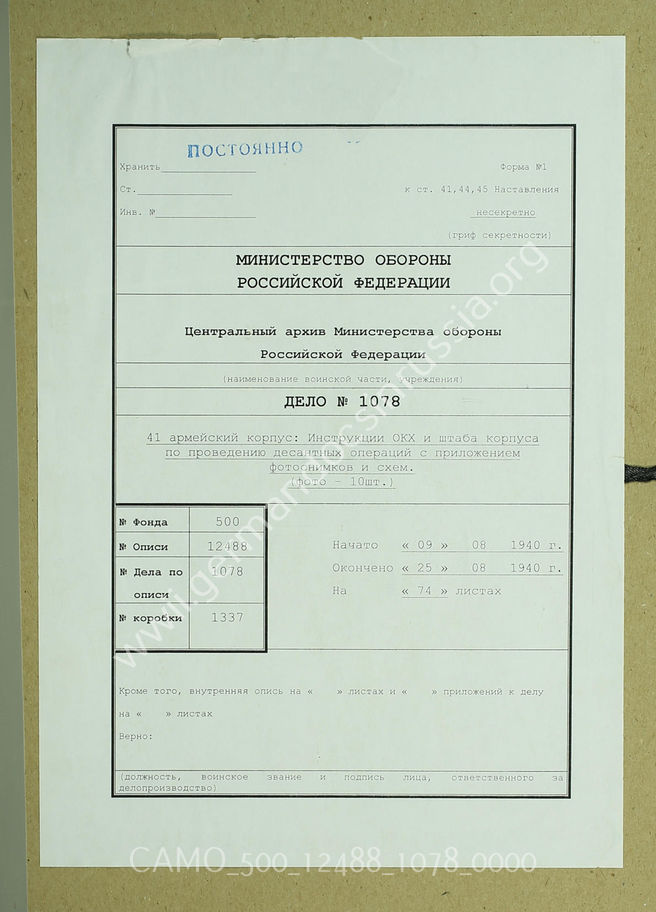 ПОСТОЯННО
Хранить
Форма №1
Ст.
к ст. 41,44,45 Наставления
Инв. №
несекретно
(гриф секретности)
МИНИСТЕРСТВО ОБОРОНЫ
РОССИЙСКОЙ ФЕДЕРАЦИИ
Центральный архив Министерства обороны
Российской Федерации
(наименование воинской части, учреждения)
ДЕЛО № 1078
41 армейский корпус: Инструкции ОКХ и штаба корпуса
по проведению десантных операций с приложением
фотоснимков и схем.
(фото - 10шт.)
№ Фонда 500
№ Описи 12488
№ Дела по 1078
описи
№ коробки 1337
Начато « 09 » 08 1940 г.
Окончено « 25 » 08 1940 г.
На « 74 » листах
Кроме того, внутренняя опись на « » листах и « » приложений к делу
на « » листах
Верно:
(должность, воинское звание и подпись лица, ответственного за
делопроизводство)
www.germandocsinrussia.org
CAMO_500_12488_1078_0000